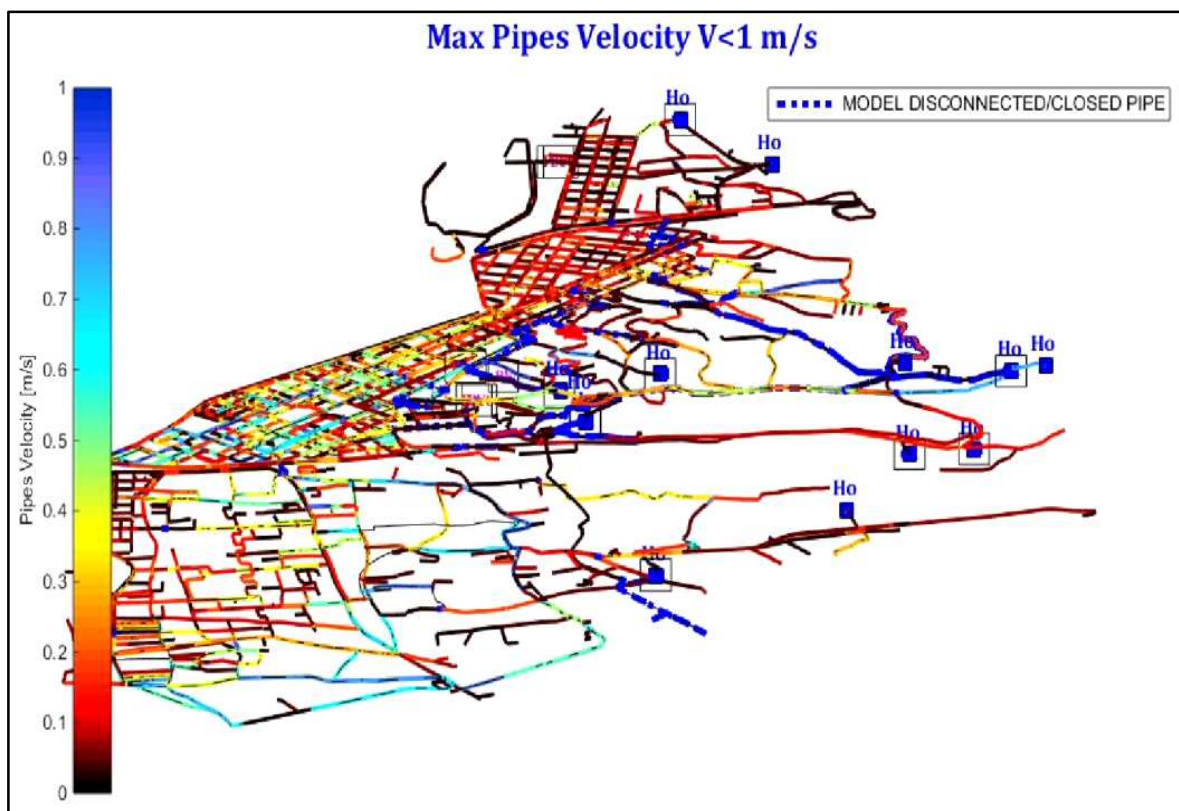 Max Pipes Velocity V<1 m/s
MODEL DISCONNECTED/CLOSED PIPE
Pipes Velocity [m/s]
1
0.9
0.8
0.7
0.6
0.5
0.4
0.3
0.2
0.1
0
Ho
Ho
Ho
Ho
Ho
Ho
Ho
Ho
Ho
Ho
Ho
Ho